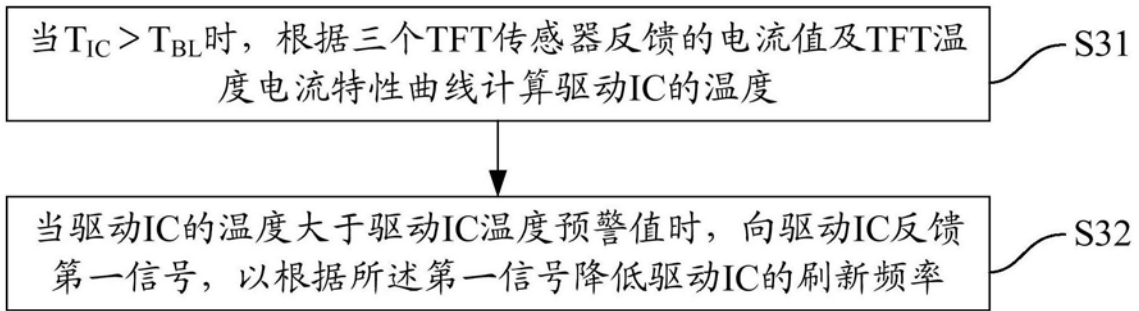 当T_IC > T_BL时，根据三个TFT传感器反馈的电流值及TFT温
度电流特性曲线计算驱动IC的温度
S31
当驱动IC的温度大于驱动IC温度预警值时，向驱动IC反馈
第一信号，以根据所述第一信号降低驱动IC的刷新频率
S32